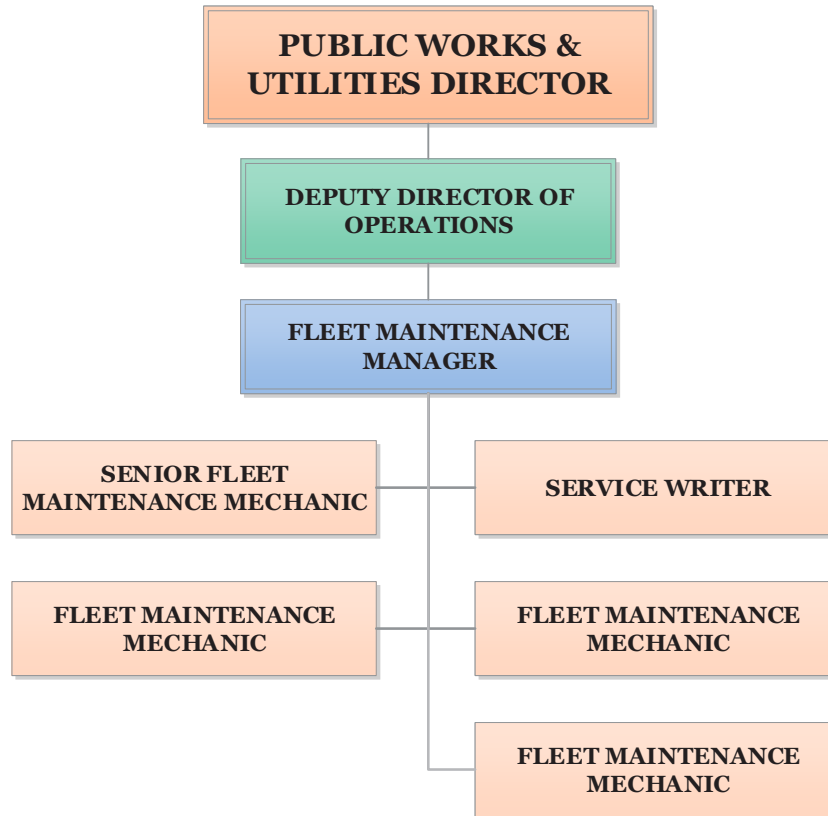 PUBLIC WORKS &
UTILITIES DIRECTOR
DEPUTY DIRECTOR OF
OPERATIONS
FLEET MAINTENANCE
MANAGER
SENIOR FLEET
MAINTENANCE MECHANIC
SERVICE WRITER
FLEET MAINTENANCE
MECHANIC
FLEET MAINTENANCE
MECHANIC
FLEET MAINTENANCE
MECHANIC